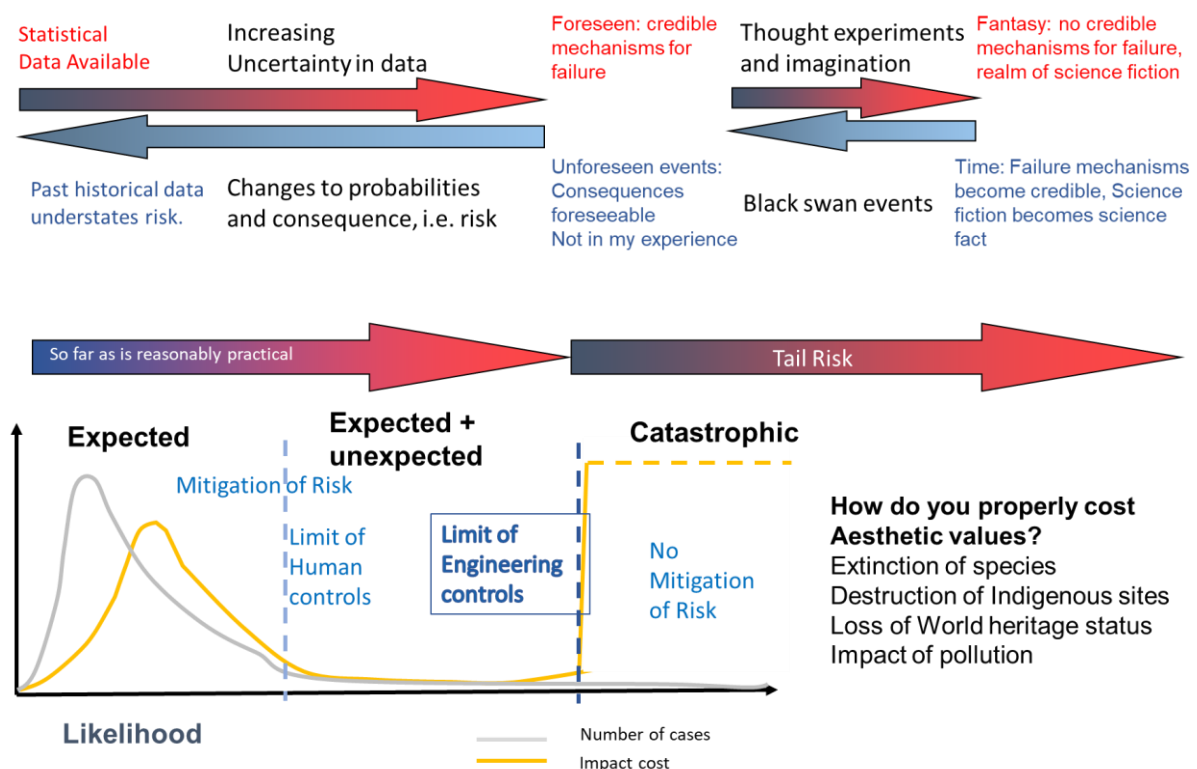 Statistical
Data Available
Increasing
Uncertainty in data
Foreseen: credible
mechanisms for
failure
Thought experiments
and imagination
Fantasy: no credible
mechanisms for failure,
realm of science fiction
Past historical data
understates risk.
Changes to probabilities
and consequence, i.e. risk
Unforeseen events:
Consequences
foreseeable
Not in my experience
Black swan events
Time: Failure mechanisms
become credible, Science
fiction becomes science
fact
So far as is reasonably practical
Tail Risk
Expected
Expected +
unexpected
Catastrophic
Mitigation of Risk
Limit of
Human
controls
Limit of
Engineering
controls
No
Mitigation
of Risk
How do you properly cost
Aesthetic values?
Extinction of species
Destruction of Indigenous sites
Loss of World heritage status
Impact of pollution
Likelihood
Number of cases
Impact cost